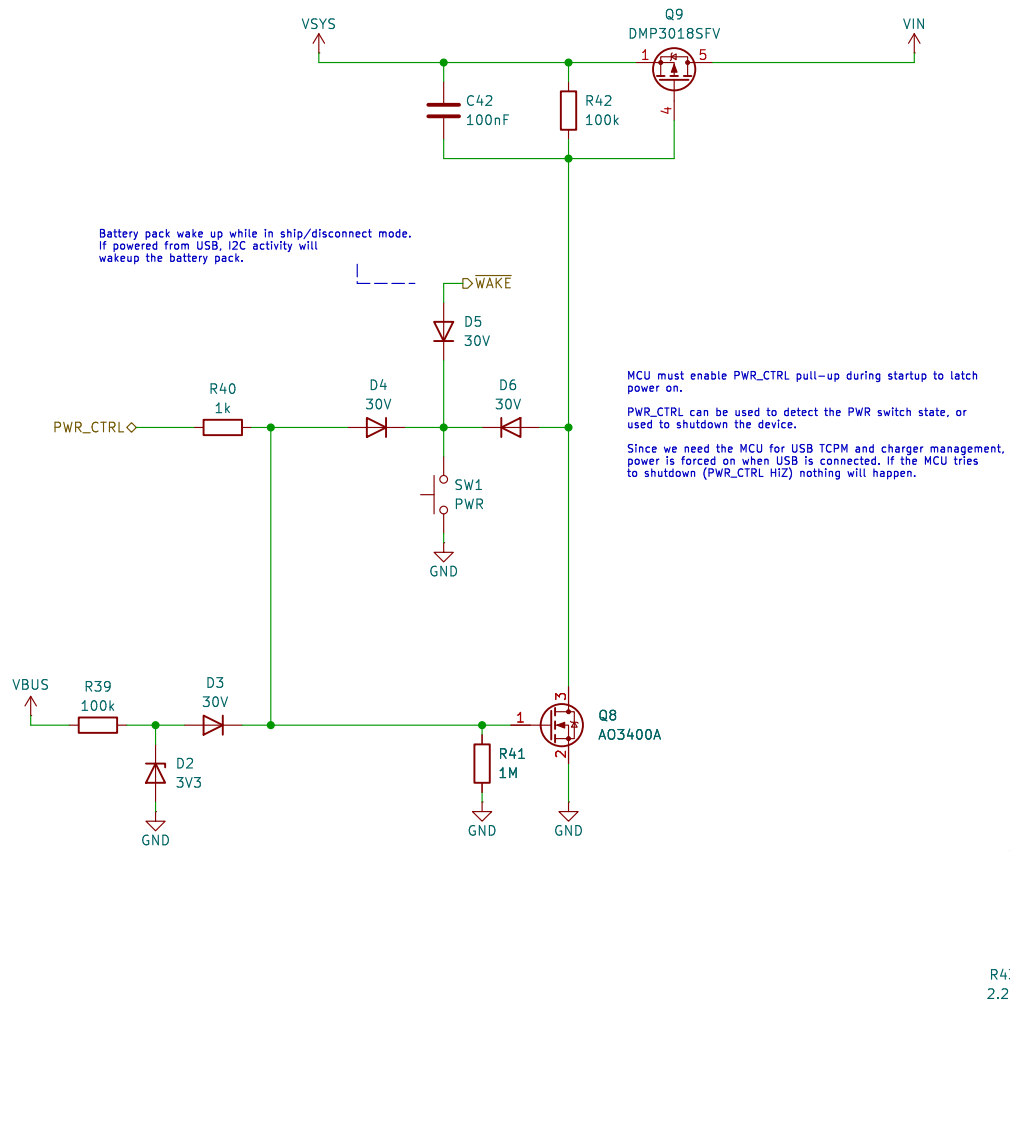 Q9
VSYS
DMP3018SFV
VIN
1
5
C42
100nF
R42
100k
4
Battery pack wake up while in ship/disconnect mode.
If powered from USB, I2C activity will
wakeup the battery pack.
WAKE
D5
30V
MCU must enable PWR_CTRL pull-up during startup to latch
power on.
PWR_CTRL can be used to detect the PWR switch state, or
used to shutdown the device.
Since we need the MCU for USB TCPM and charger management,
power is forced on when USB is connected. If the MCU tries
to shutdown (PWR_CTRL HiZ) nothing will happen.
R40
1k
D4
30V
D6
30V
PWR_CTRL
SW1
PWR
GND
VBUS
R39
100k
D3
30V
3
1
Q8
AO3400A
2
D2
3V3
R41
1M
GND
GND
GND
2.2